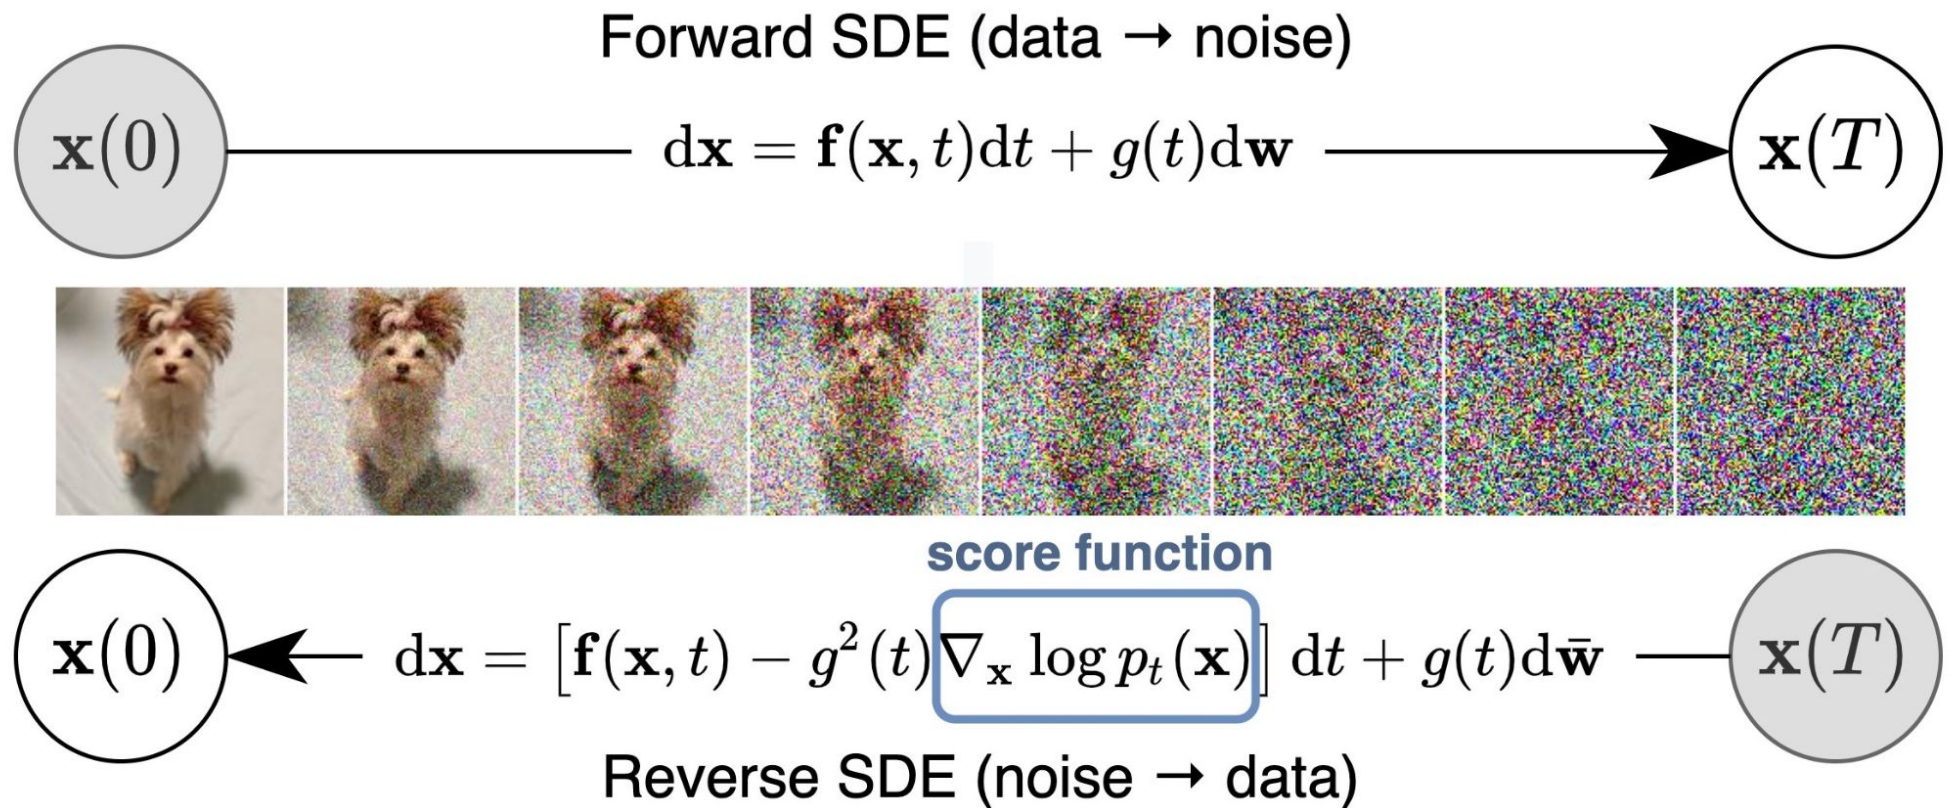 Forward SDE (data → noise)
x(0) dx = f(x, t)dt + g(t)dw x(T)
score function
x(0) dx = [f(x, t) − g²(t)∇ₓ log pₜ(x)] dt + g(t)dw̄ x(T)
Reverse SDE (noise → data)